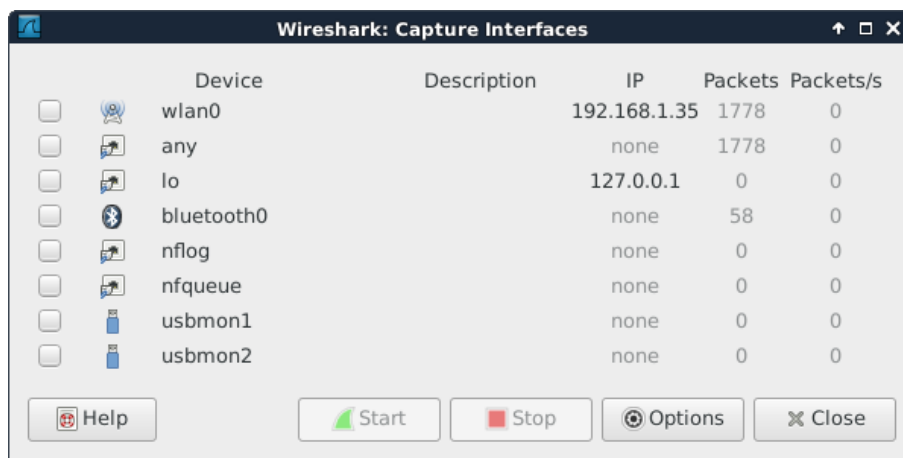 Wireshark: Capture Interfaces
Device Description IP Packets Packets/s
wlan0 192.168.1.35 1778 0
any none 1778 0
lo 127.0.0.1 0 0
bluetooth0 none 58 0
nflog none 0 0
nfqueue none 0 0
usbmon1 none 0 0
usbmon2 none 0 0
Help Start Stop Options Close